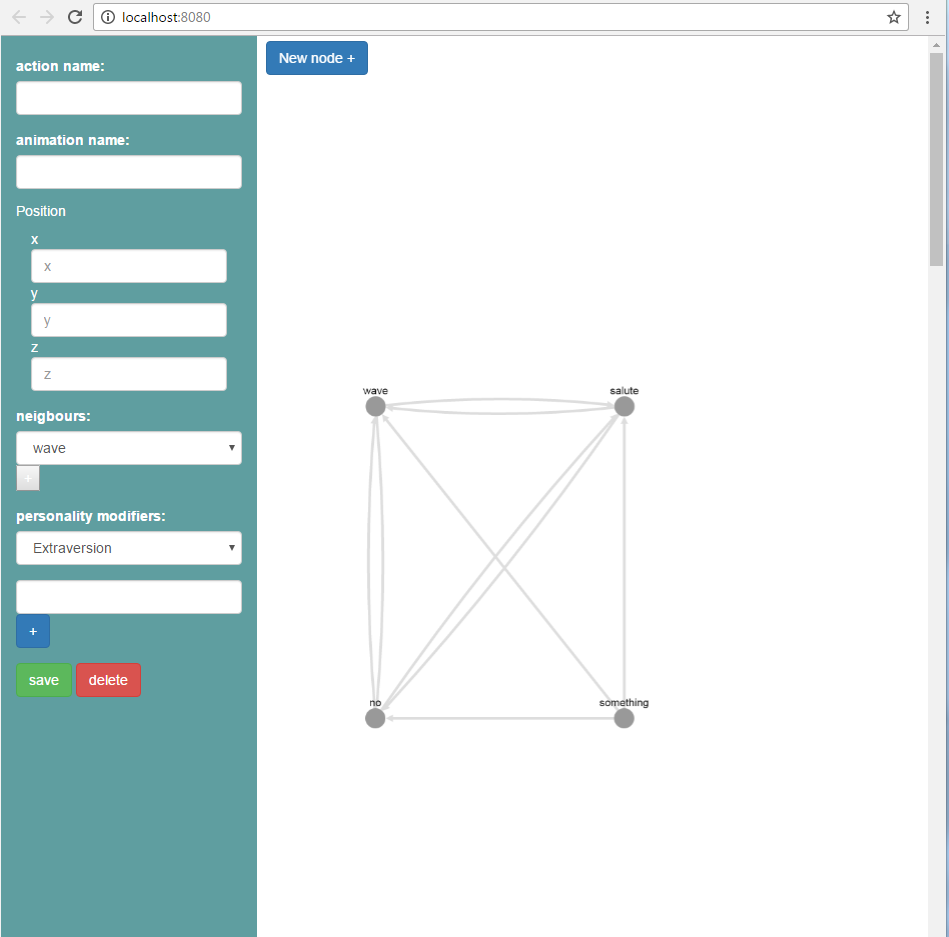 localhost:8080
New node +
action name:
animation name:
Position
x
x
y
y
z
z
neigbours:
wave
+
personality modifiers:
Extraversion
+
save delete
wave salute
no something